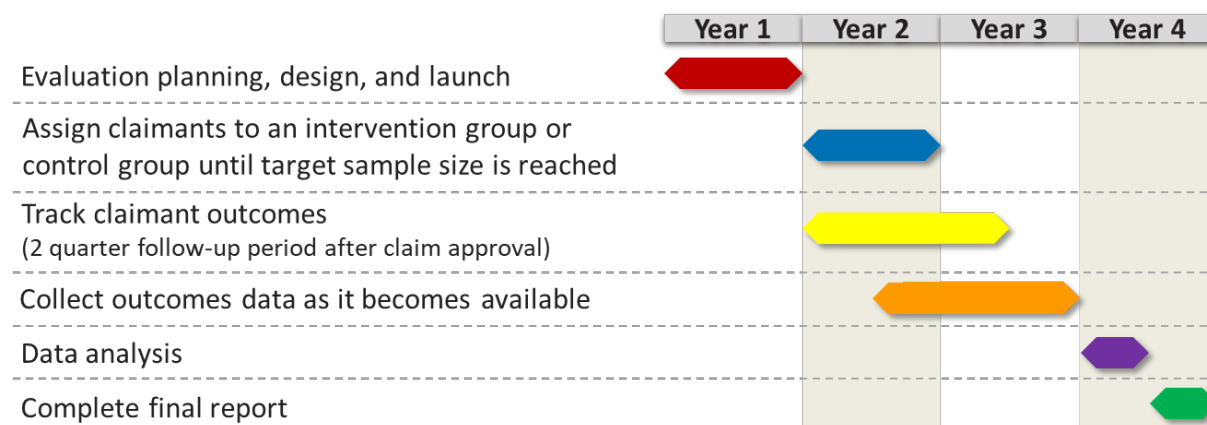 Year 1 Year 2 Year 3 Year 4
Evaluation planning, design, and launch
Assign claimants to an intervention group or
control group until target sample size is reached
Track claimant outcomes
(2 quarter follow-up period after claim approval)
Collect outcomes data as it becomes available
Data analysis
Complete final report